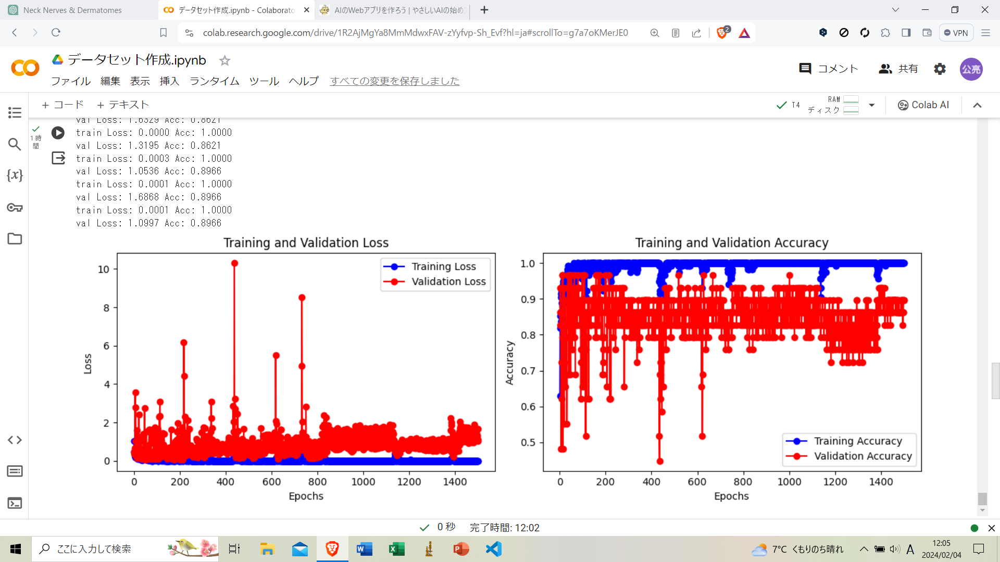 Neck Nerves & Dermatomes
データセット作成.ipynb - Colaborato
AIのWebアプリを作ろう | やさしいAIの始め
colab.research.google.com/drive/1R2AjMgYa8MmMdwxFAV-zYyfvp-Sh_Evf?hl=ja#scrollTo=g7a7oKMerJE0
2
VPN
データセット作成.ipynb
コメント
共有
公亮
ファイル 編集 表示 挿入 ランタイム ツール ヘルプ すべての変更を保存しました
+ コード + テキスト
T4
RAM
ディスク
Colab AI
1 時
間
val Loss: 1.6329 Acc: 0.8621
train Loss: 0.0000 Acc: 1.0000
val Loss: 1.3195 Acc: 0.8621
train Loss: 0.0003 Acc: 1.0000
val Loss: 1.0536 Acc: 0.8966
train Loss: 0.0001 Acc: 1.0000
val Loss: 1.6868 Acc: 0.8966
train Loss: 0.0001 Acc: 1.0000
val Loss: 1.0997 Acc: 0.8966
{x}
Training and Validation Loss
Training Loss
Validation Loss
Loss
10
8
6
4
2
0
0 200 400 600 800 1000 1200 1400
Epochs
Training and Validation Accuracy
Accuracy
1.0
0.9
0.8
0.7
0.6
0.5
Training Accuracy
Validation Accuracy
0 200 400 600 800 1000 1200 1400
Epochs
0 秒 完了時間: 12:02
ここに入力して検索
7°C くもりのち晴れ
A
12:05
2024/02/04